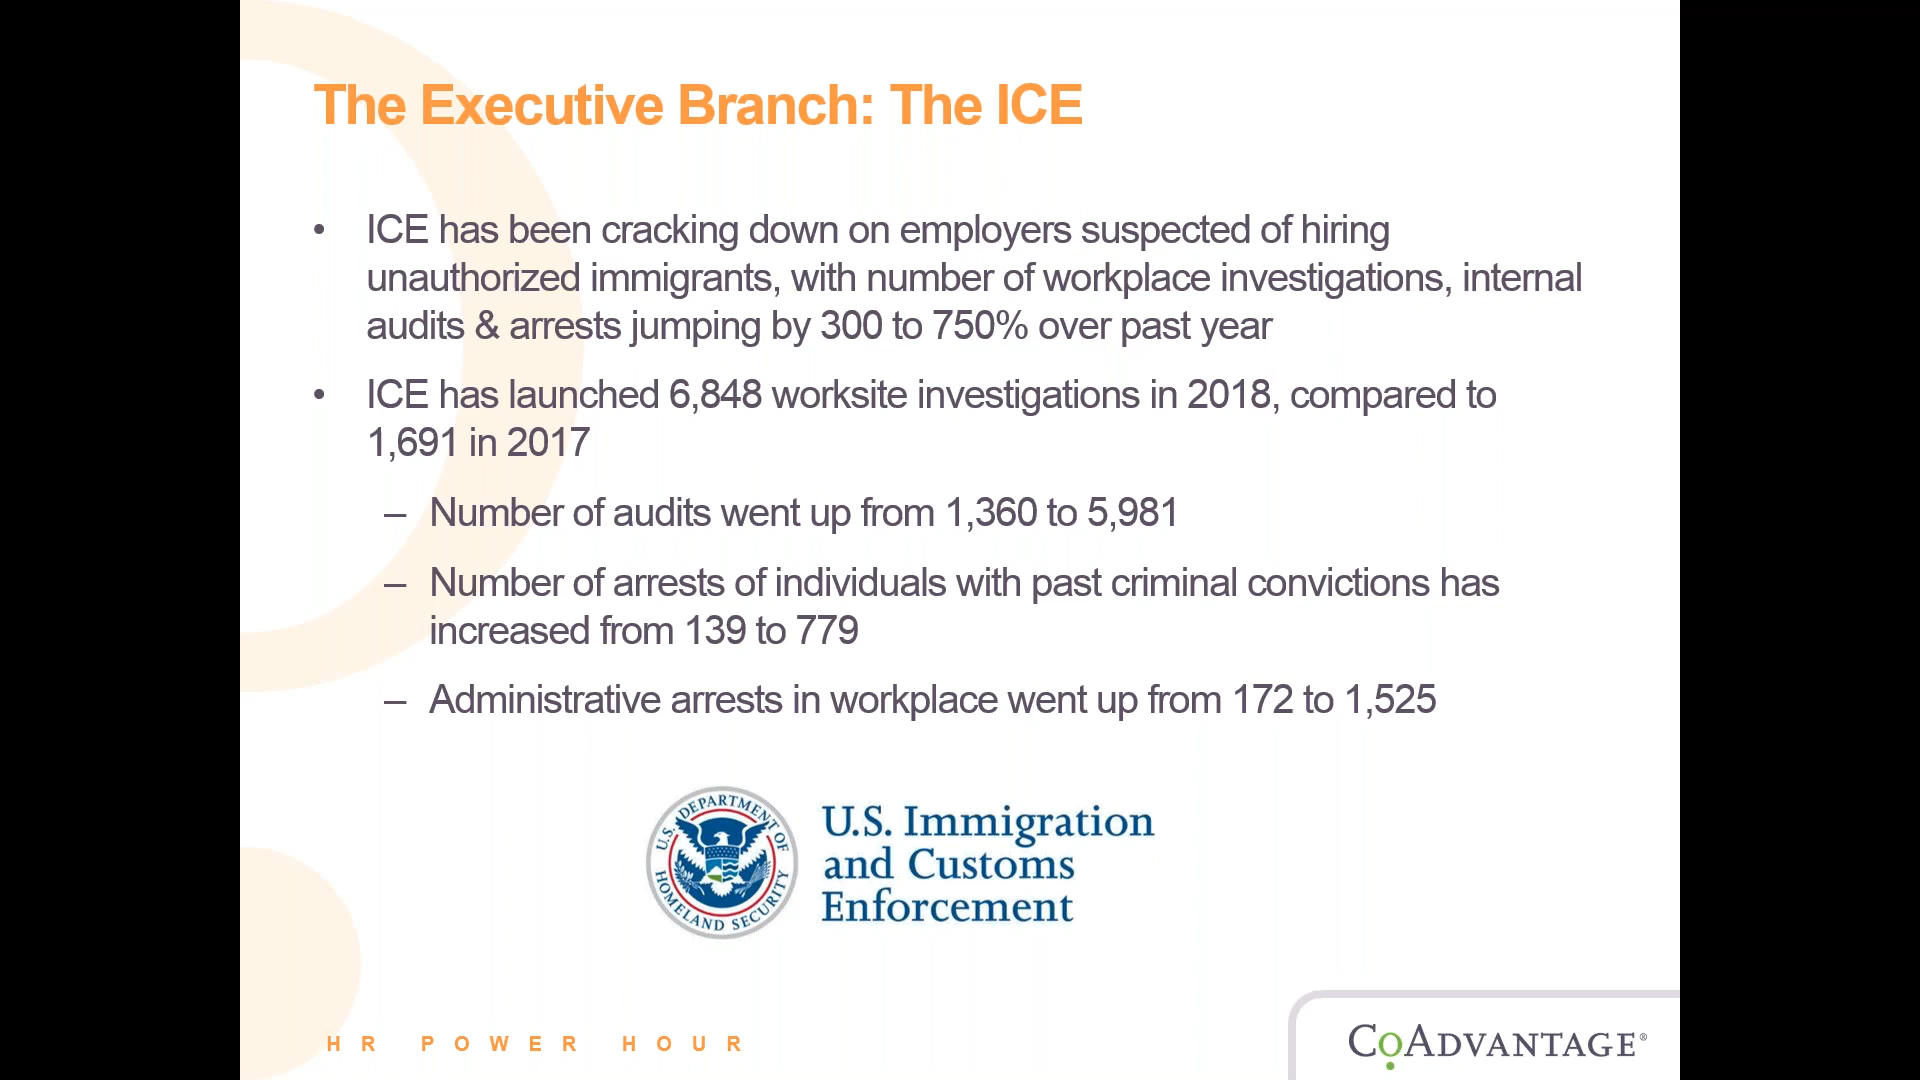 The Executive Branch: The ICE
• ICE has been cracking down on employers suspected of hiring
unauthorized immigrants, with number of workplace investigations, internal
audits & arrests jumping by 300 to 750% over past year
• ICE has launched 6,848 worksite investigations in 2018, compared to
1,691 in 2017
– Number of audits went up from 1,360 to 5,981
– Number of arrests of individuals with past criminal convictions has
increased from 139 to 779
– Administrative arrests in workplace went up from 172 to 1,525
U.S. DEPARTMENT OF
HOMELAND SECURITY
U.S. Immigration
and Customs
Enforcement
HR POWER HOUR
COADVANTAGE®